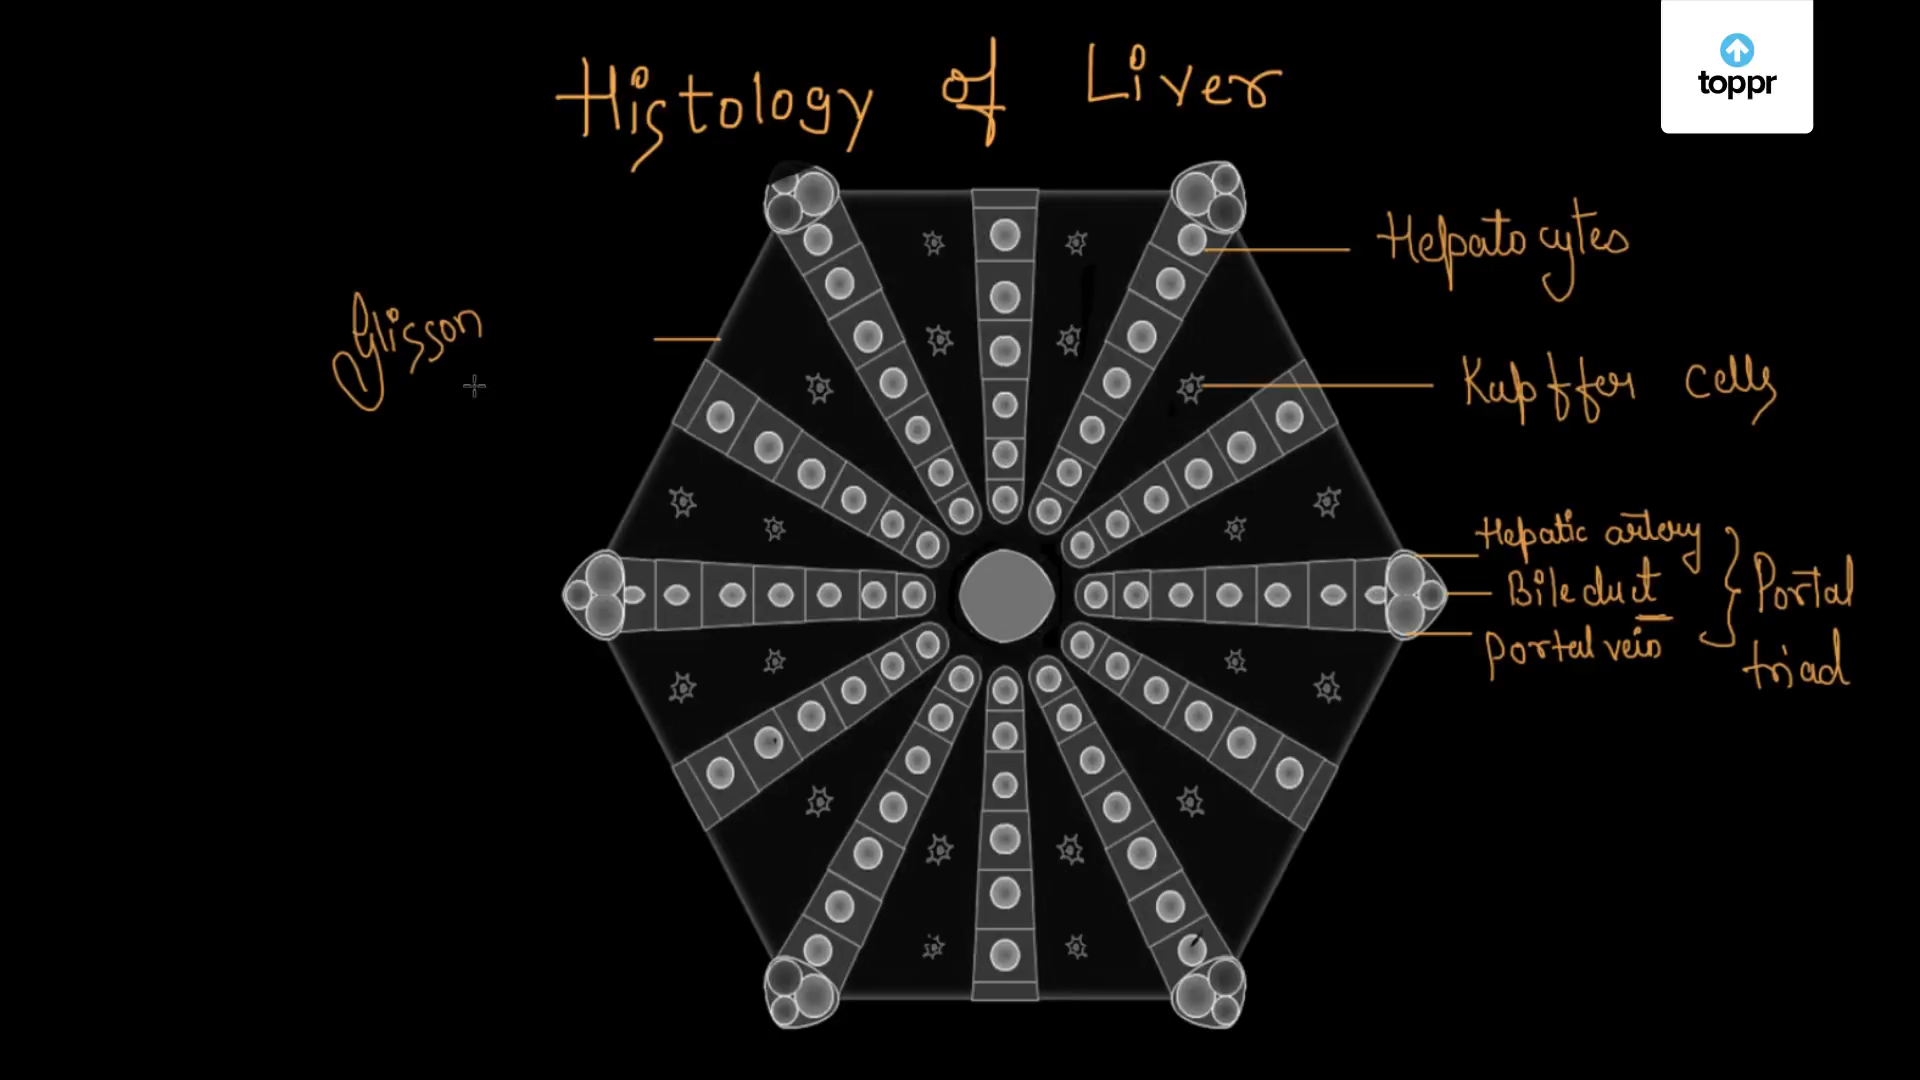 Histology of Liver
toppr
Hepatocytes
Glisson
Kupffer cells
Hepatic artery
Bile duct
Portal vein
Portal
triad